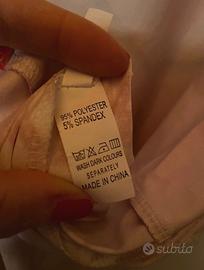 95% POLYESTER
5% SPANDEX
WASH DARK COLOURS
SEPARATELY
MADE IN CHINA
subito